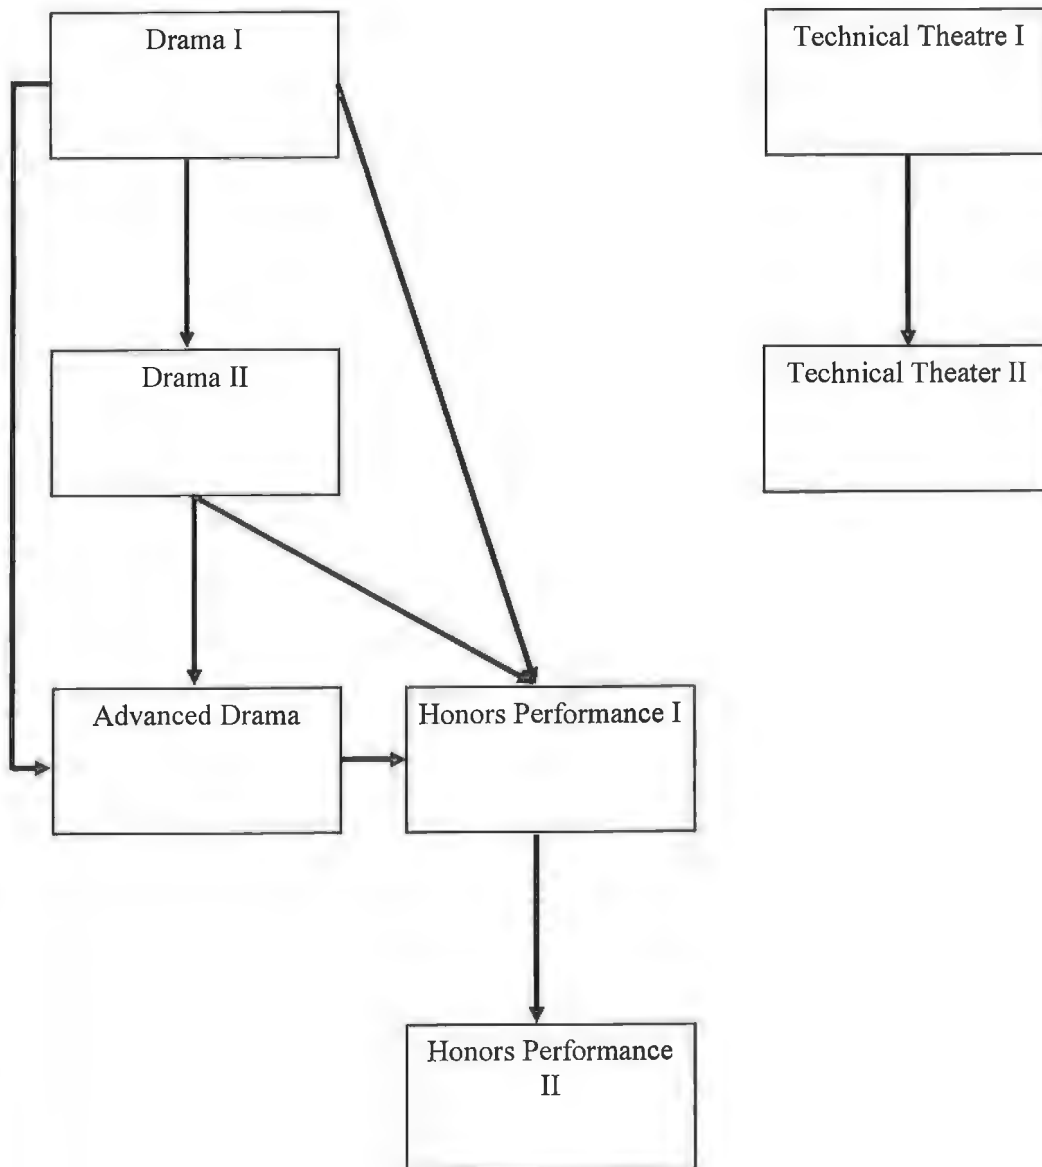 Drama I
Technical Theatre I
Drama II
Technical Theater II
Advanced Drama
Honors Performance I
Honors Performance
II